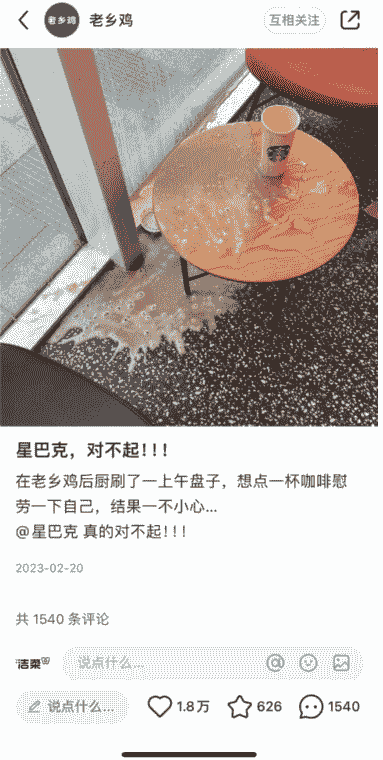 老乡鸡
老乡鸡
互相关注
星巴克，对不起！！！
在老乡鸡后厨刷了一上午盘子，想点一杯咖啡慰
劳一下自己，结果一不小心...
@星巴克 真的对不起！！！
2023-02-20
共 1540 条评论
说点什么...
说点什么...
1.8万
626
1540